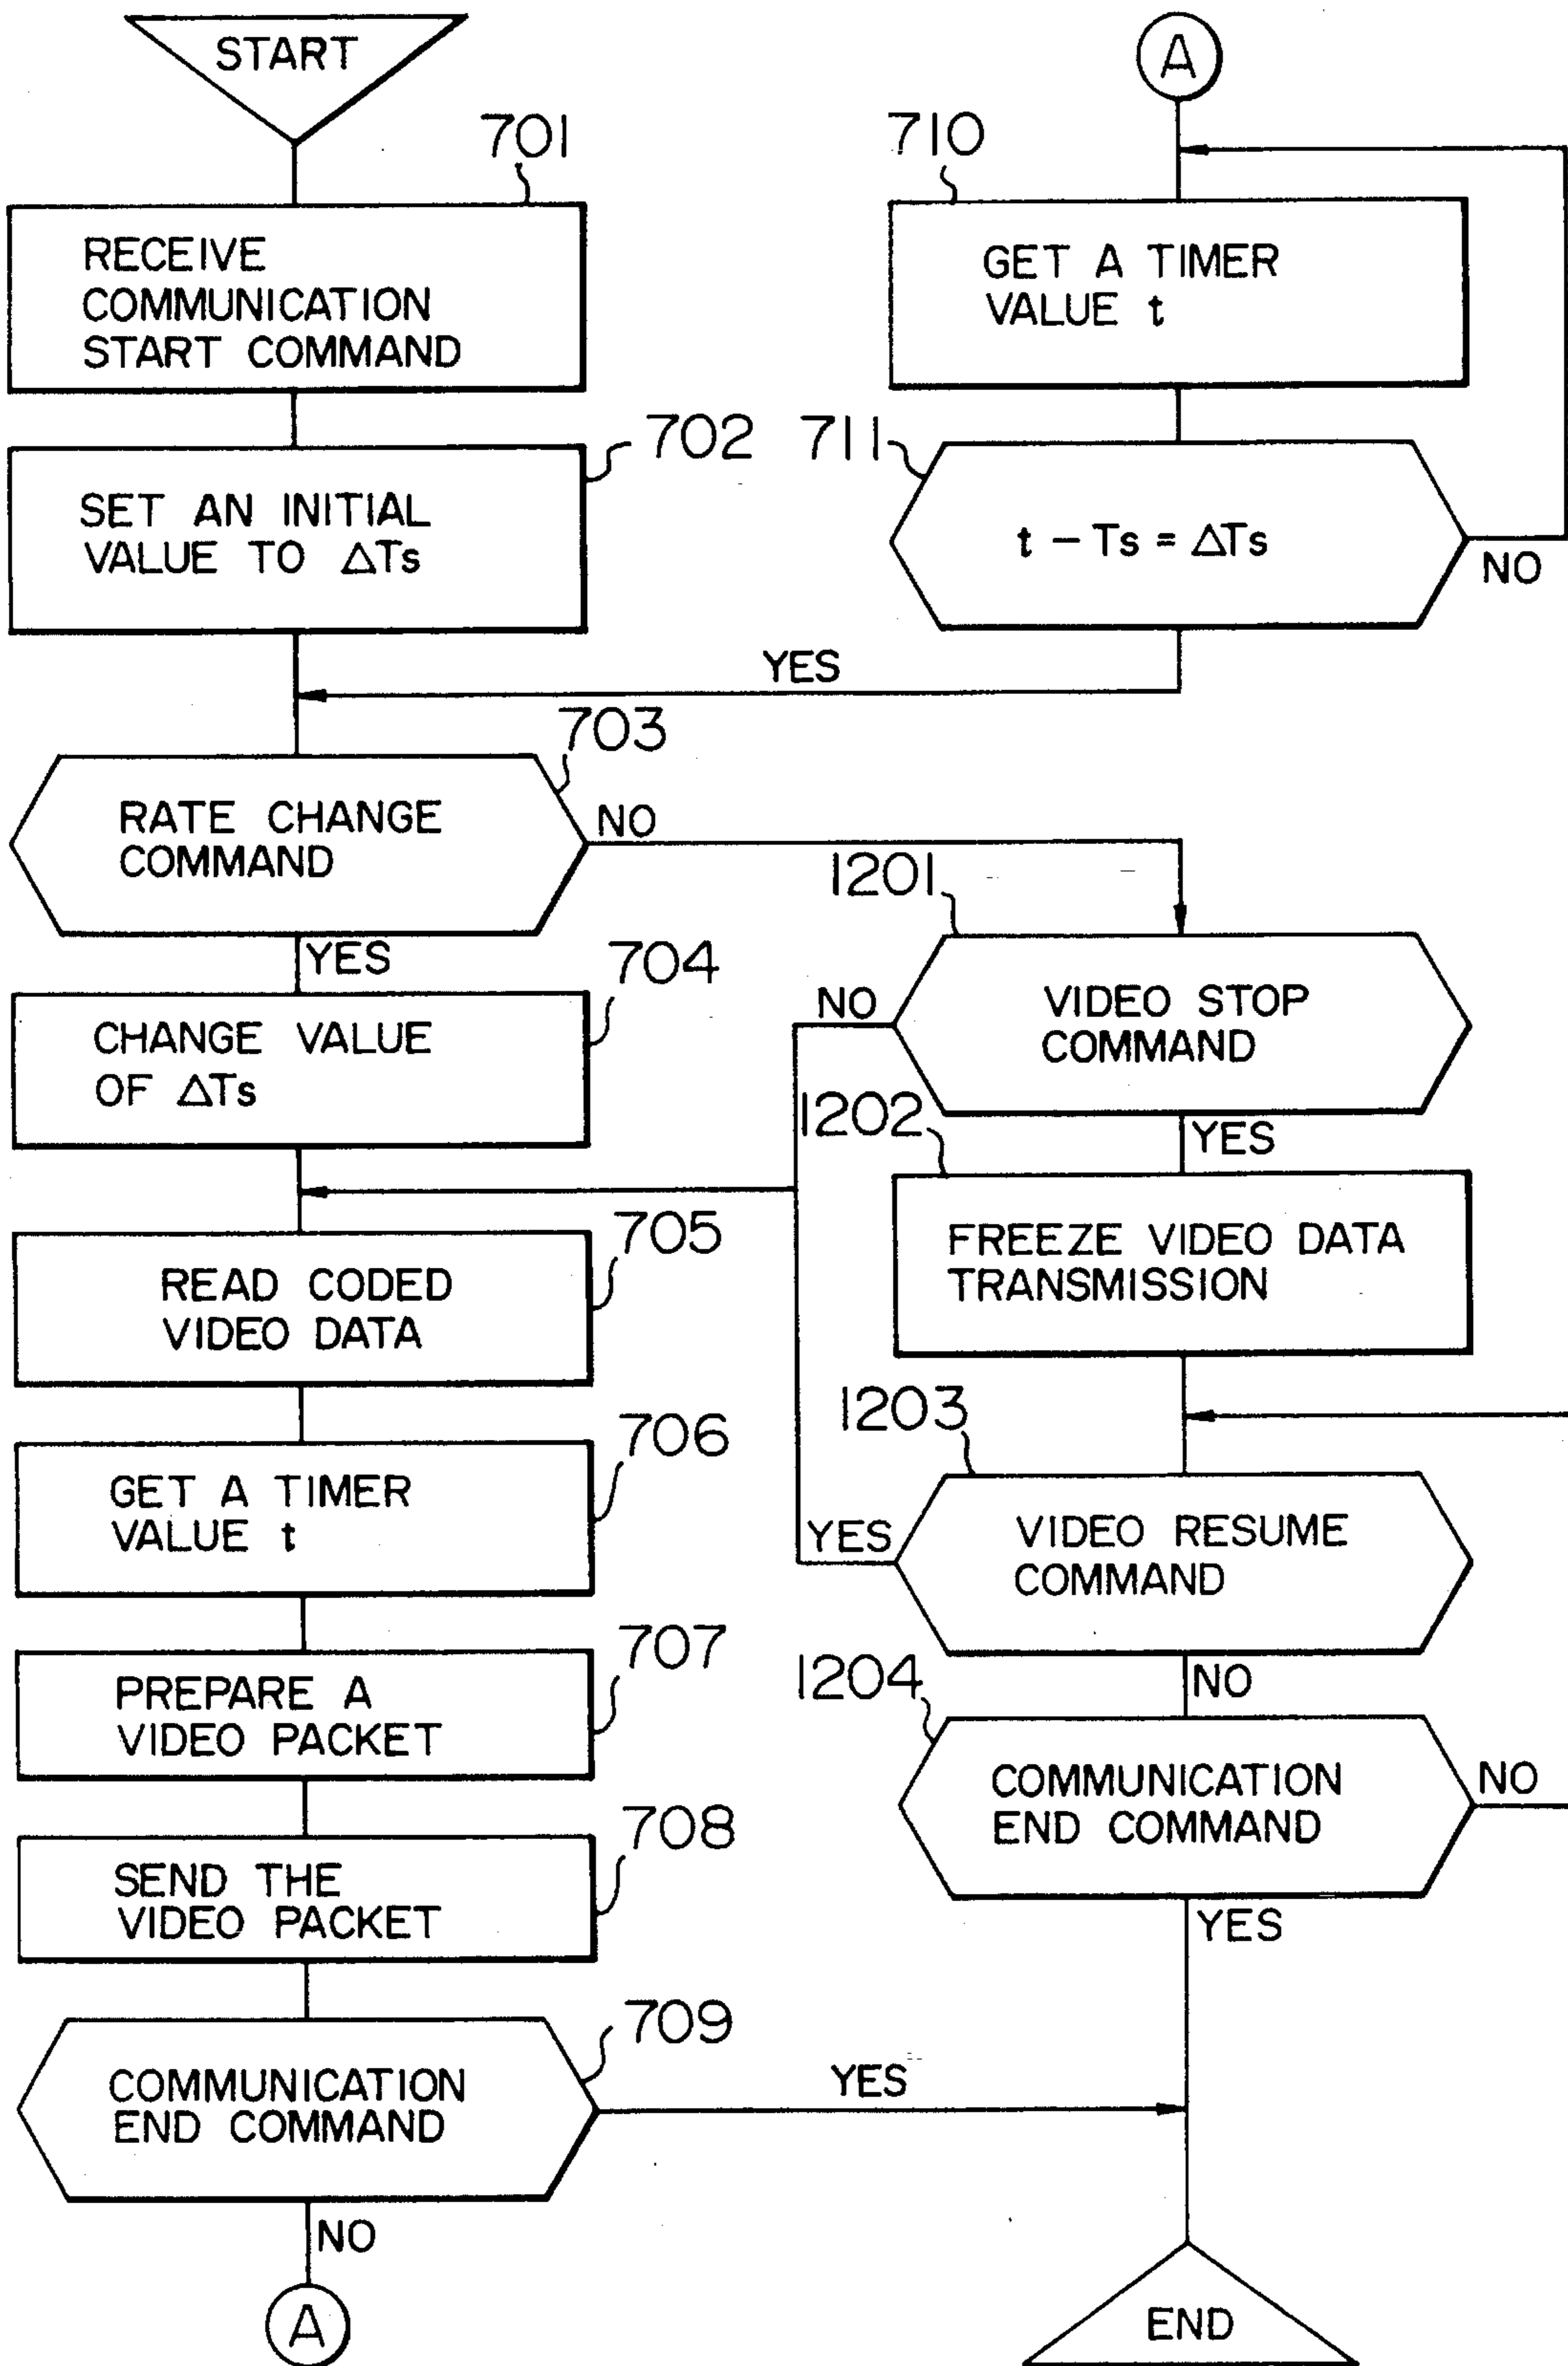 START
701
RECEIVE
COMMUNICATION
START COMMAND
702
SET AN INITIAL
VALUE TO ΔTs
YES
703
RATE CHANGE
COMMAND
NO
YES
704
CHANGE VALUE
OF ΔTs
705
READ CODED
VIDEO DATA
706
GET A TIMER
VALUE t
707
PREPARE A
VIDEO PACKET
708
SEND THE
VIDEO PACKET
709
COMMUNICATION
END COMMAND
YES
NO
A
A
710
GET A TIMER
VALUE t
711
t – Ts = ΔTs
NO
1201
VIDEO STOP
COMMAND
NO
YES
1202
FREEZE VIDEO DATA
TRANSMISSION
1203
VIDEO RESUME
COMMAND
YES
NO
1204
COMMUNICATION
END COMMAND
NO
YES
END